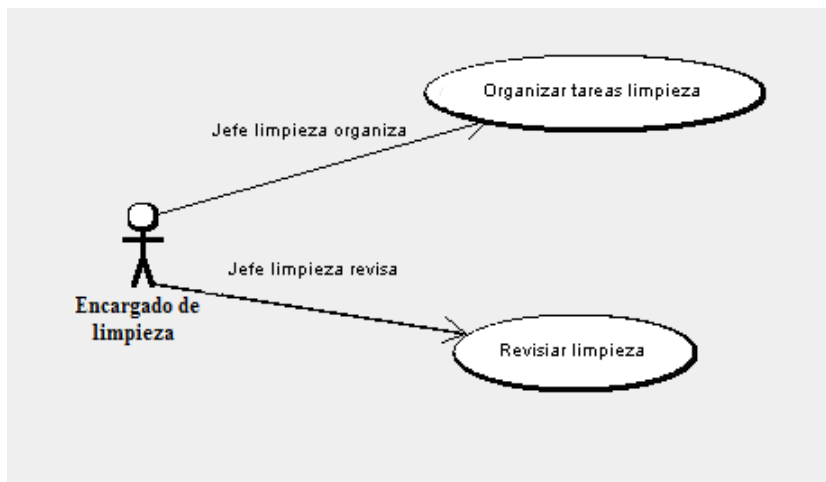 Organizar tareas limpieza
Jefe limpieza organiza
Jefe limpieza revisa
Encargado de
limpieza
Revisiar limpieza